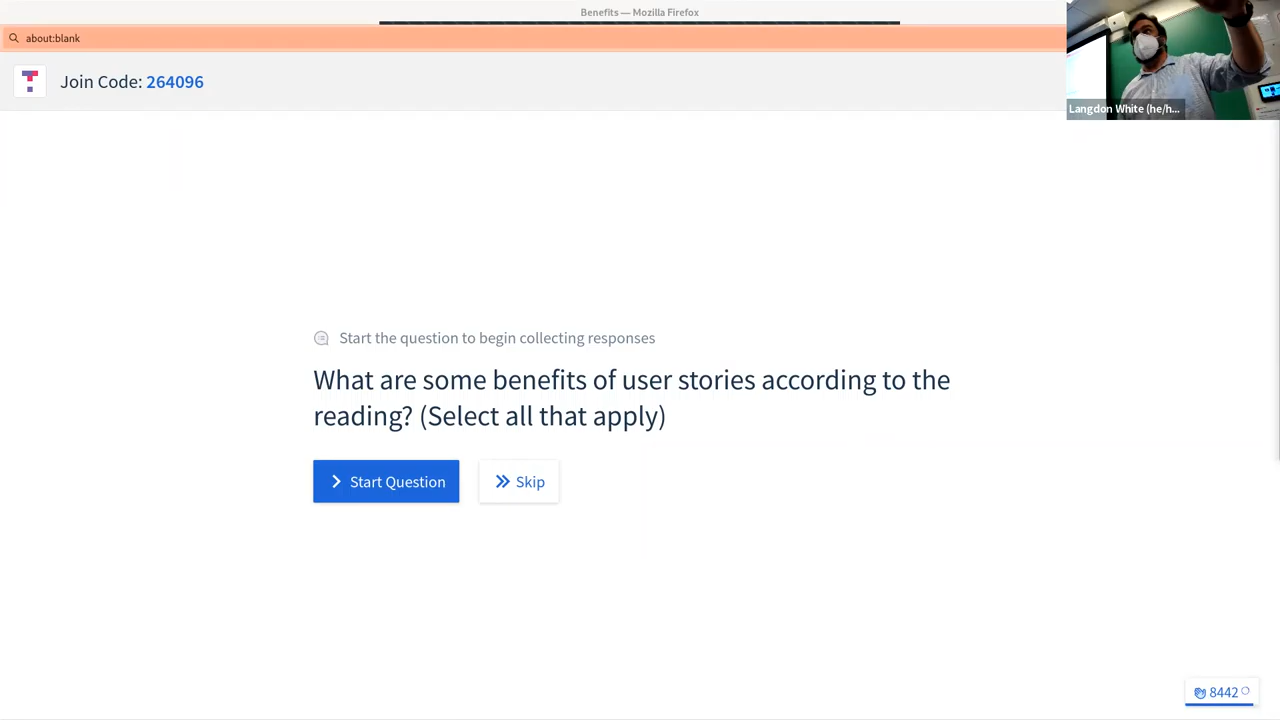 Benefits — Mozilla Firefox
about:blank
Join Code: 264096
Langdon White (he/h...
Start the question to begin collecting responses
What are some benefits of user stories according to the
reading? (Select all that apply)
Start Question
Skip
8442